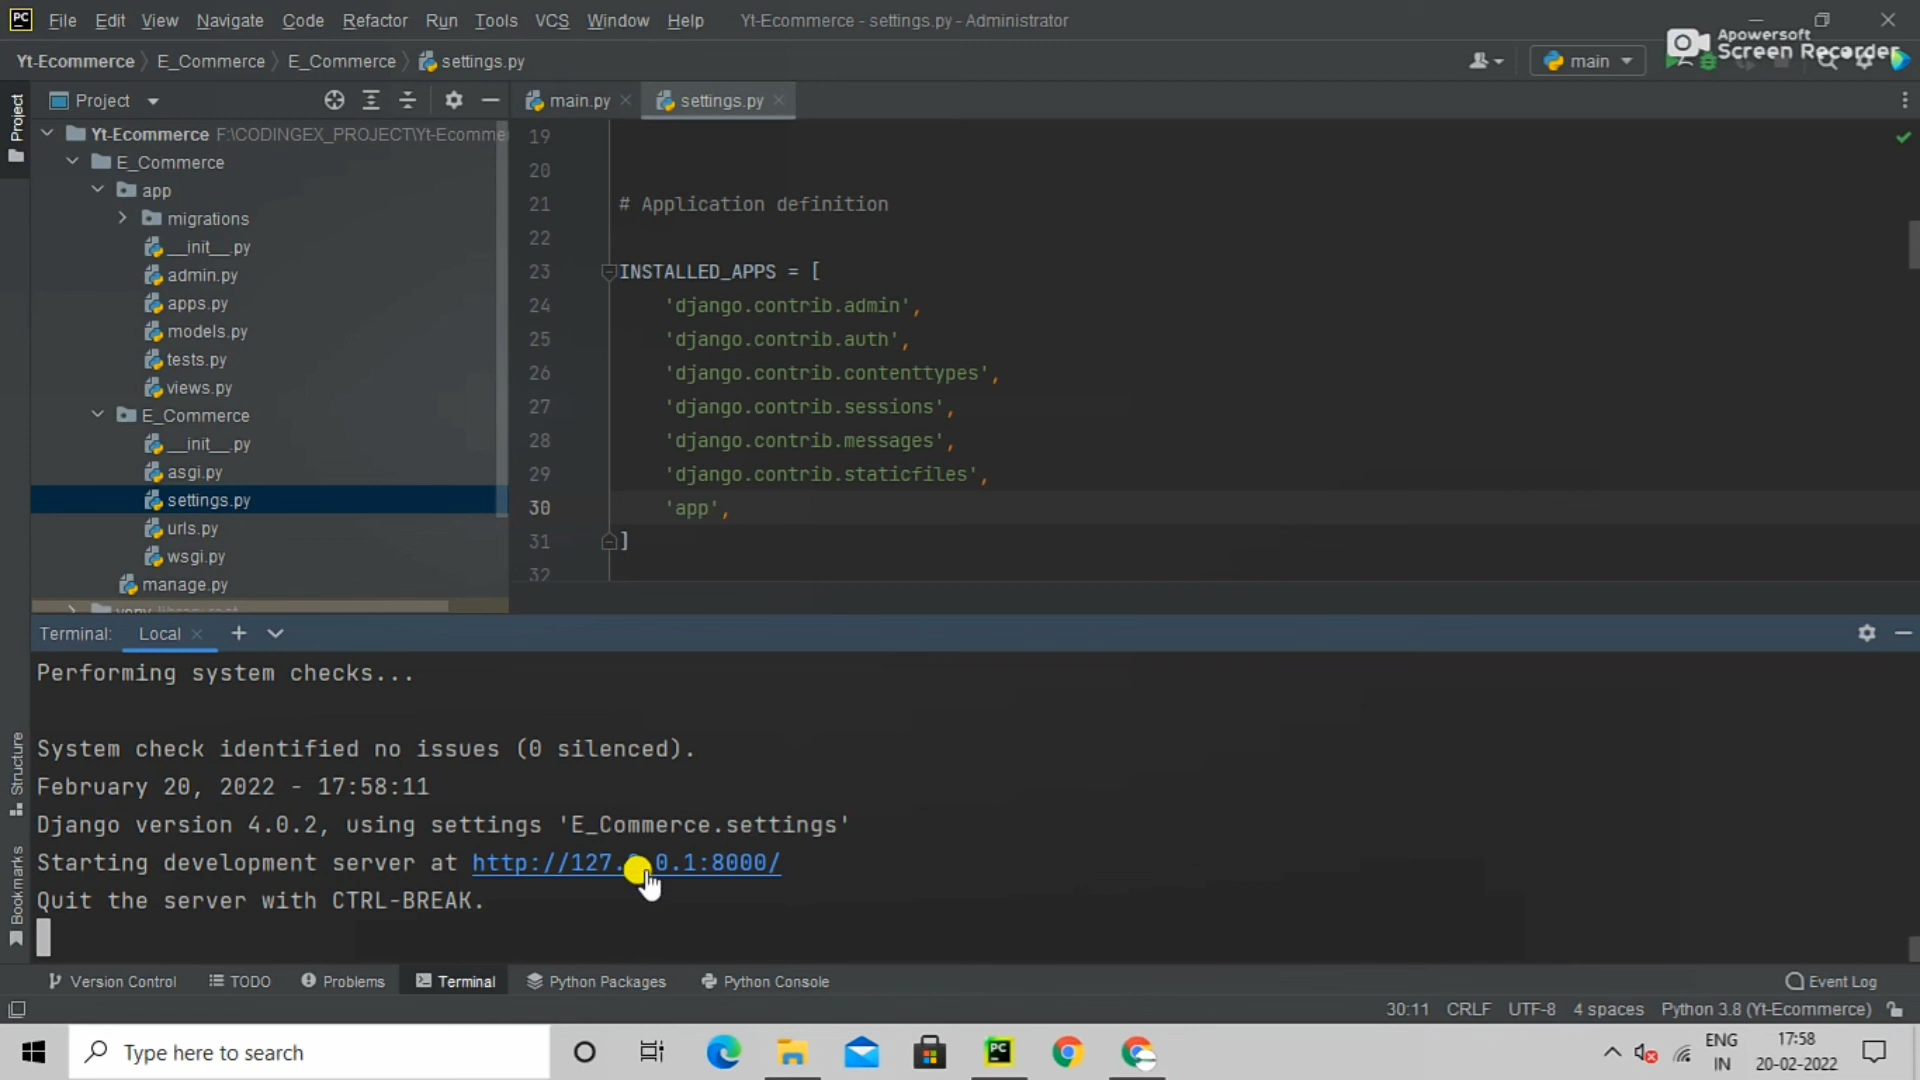 PC File Edit View Navigate Code Refactor Run Tools VCS Window Help Yt-Ecommerce - settings.py - Administrator
Apowersoft
Screen Recorder
Yt-Ecommerce E_Commerce E_Commerce settings.py main
Project
Project
main.py settings.py
Yt-Ecommerce F:\CODINGEX_PROJECT\Yt-Ecomme
E_Commerce
app
migrations
__init__.py
admin.py
apps.py
models.py
tests.py
views.py
E_Commerce
__init__.py
asgi.py
settings.py
urls.py
wsgi.py
manage.py
19
20
21 # Application definition
22
23 INSTALLED_APPS = [
24 'django.contrib.admin',
25 'django.contrib.auth',
26 'django.contrib.contenttypes',
27 'django.contrib.sessions',
28 'django.contrib.messages',
29 'django.contrib.staticfiles',
30 'app',
31 ]
32
Terminal: Local
Performing system checks...
System check identified no issues (0 silenced).
February 20, 2022 - 17:58:11
Django version 4.0.2, using settings 'E_Commerce.settings'
Starting development server at http://127. 0.1:8000/
Quit the server with CTRL-BREAK.
Structure
Bookmarks
Version Control TODO Problems Terminal Python Packages Python Console Event Log
30:11 CRLF UTF-8 4 spaces Python 3.8 (Yt-Ecommerce)
Type here to search
PC
ENG
IN
17:58
20-02-2022